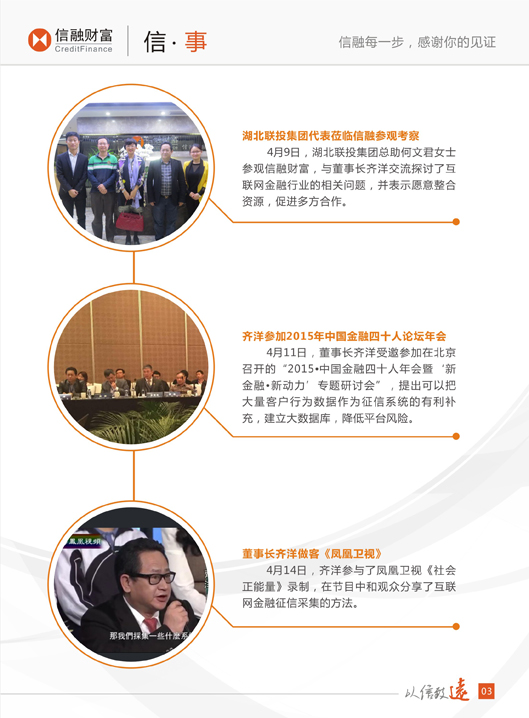 信融财富
CreditFinance
信·事
信融每一步，感谢你的见证
湖北联投集团代表莅临信融参观考察
4月9日，湖北联投集团总助何文君女士
参观信融财富，与董事长齐洋交流探讨了互
联网金融行业的相关问题，并表示愿意整合
资源，促进多方合作。
齐洋参加2015年中国金融四十人论坛年会
4月11日，董事长齐洋受邀参加在北京
召开的“2015•中国金融四十人年会暨‘新
金融•新动力’专题研讨会”，提出可以把
大量客户行为数据作为征信系统的有利补
充，建立大数据库，降低平台风险。
鳳凰視頻
那我們採集一些什麼系
董事长齐洋做客《凤凰卫视》
4月14日，齐洋参与了凤凰卫视《社会
正能量》录制，在节目中和观众分享了互联
网金融征信采集的方法。
以信致遠
03